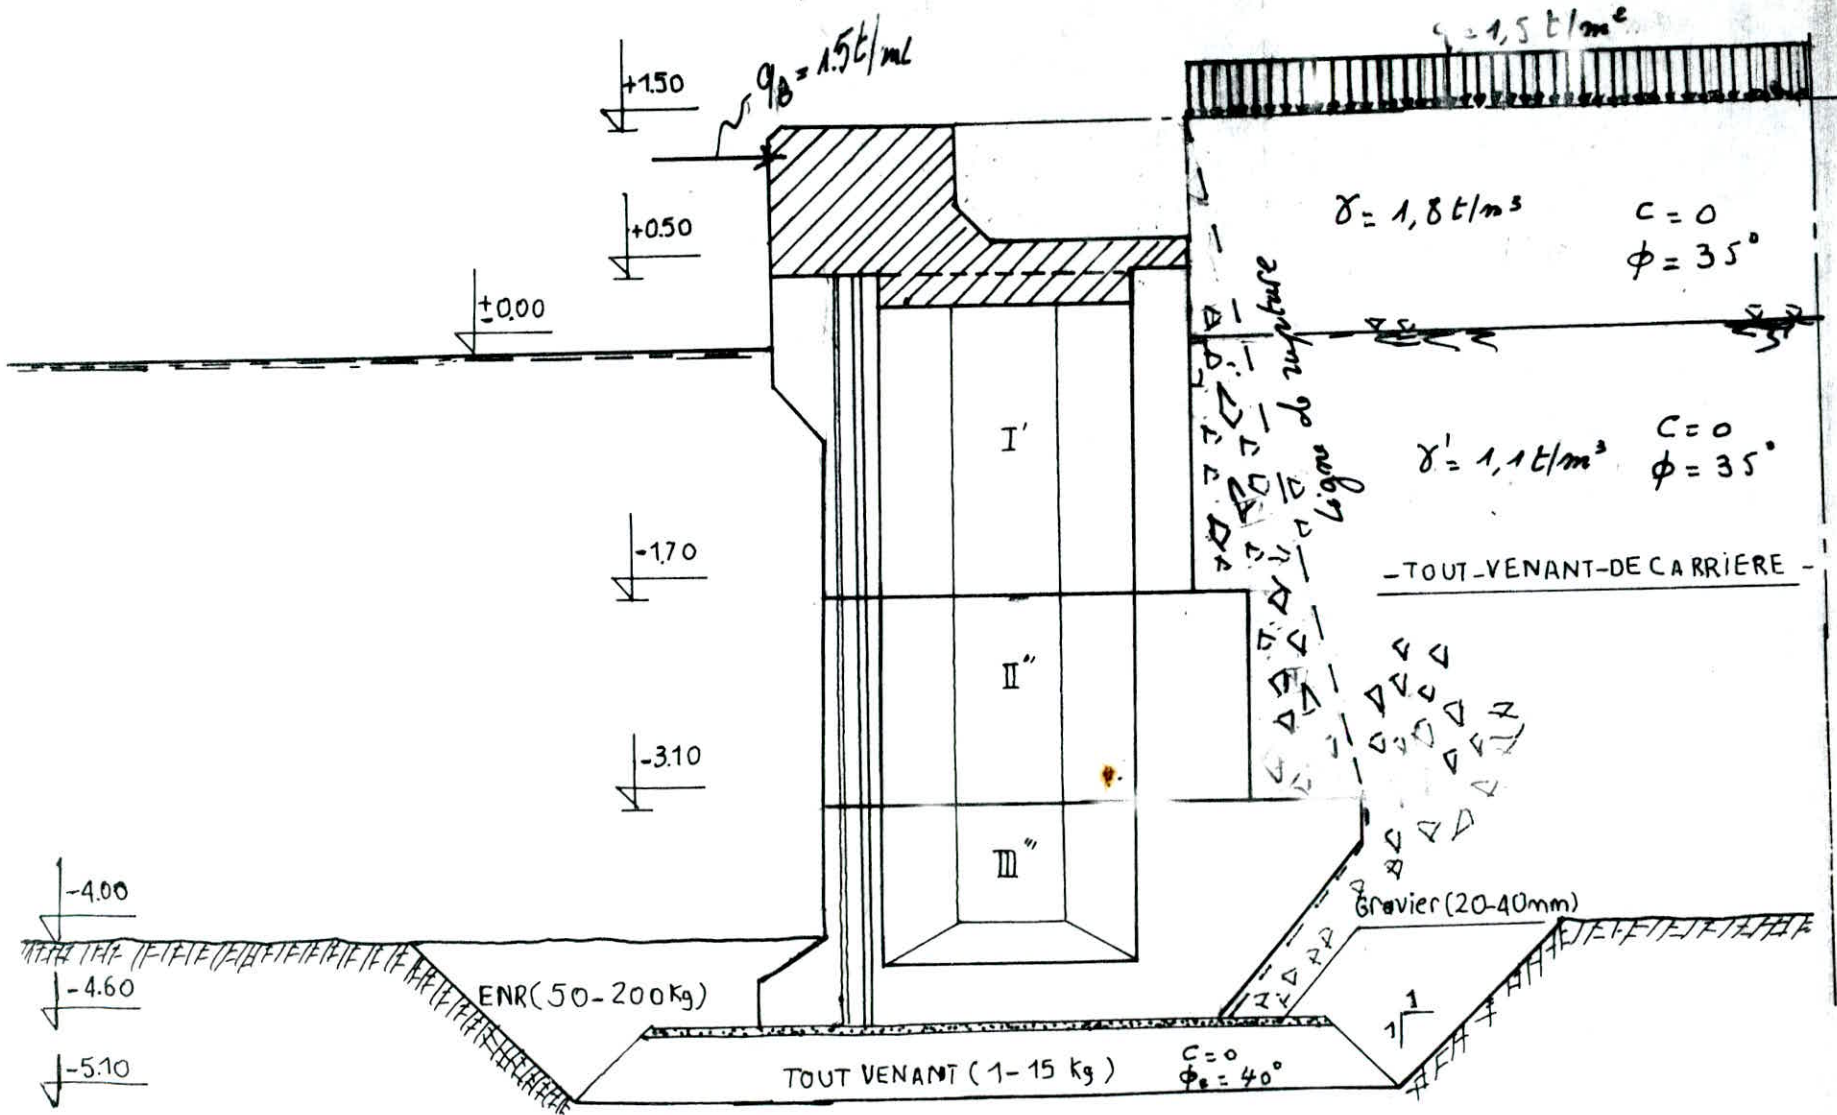 q = 1,5 t/m²
qB = 1.5t/ml
+1.50
γ = 1,8 t/m³
C = 0
ϕ = 35°
+0.50
±0.00
Ligne de rupture
I'
γ' = 1,1 t/m³
C = 0
ϕ = 35°
-1.70
-TOUT-VENANT-DE CARRIERE-
II"
-3.10
III'''
-4.00
Gravier (20-40mm)
ENR (50-200Kg)
-4.60
1
1
-5.10
TOUT VENANT (1-15 Kg)
C = 0
= 40°